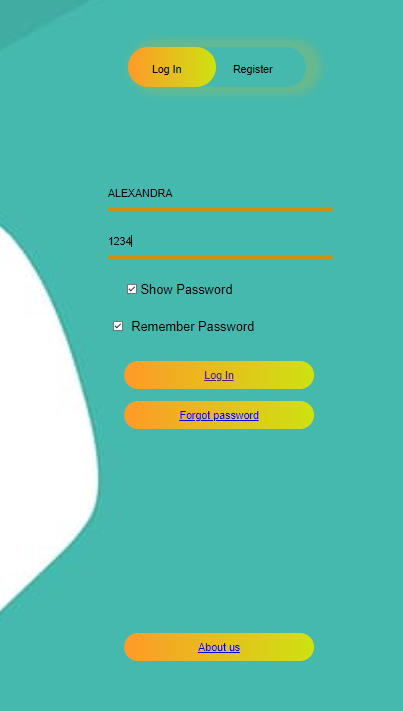 Log In Register
ALEXANDRA
1234
Show Password
Remember Password
Log In
Forgot password
About us